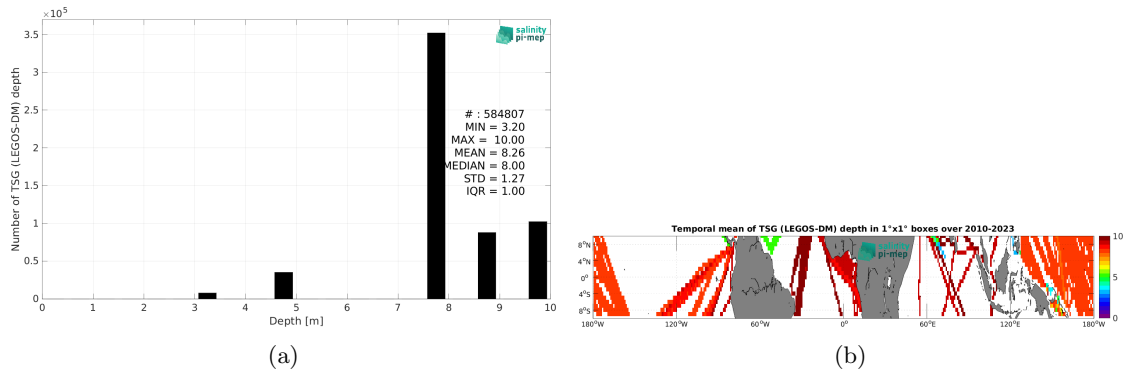 ×10⁵
3.5
3
2.5
2
1.5
1
0.5
0
Number of TSG (LEGOS-DM) depth
salinity
pi-mep
# : 584807
MIN = 3.20
MAX = 10.00
MEAN = 8.26
MEDIAN = 8.00
STD = 1.27
IQR = 1.00
0 1 2 3 4 5 6 7 8 9 10
Depth [m]
(a)
Temporal mean of TSG (LEGOS-DM) depth in 1°x1° boxes over 2010-2023
salinity
pi-mep
8°N
4°N
0°
4°S
8°S
180°W 120°W 60°W 0° 60°E 120°E 180°W
10
5
0
(b)